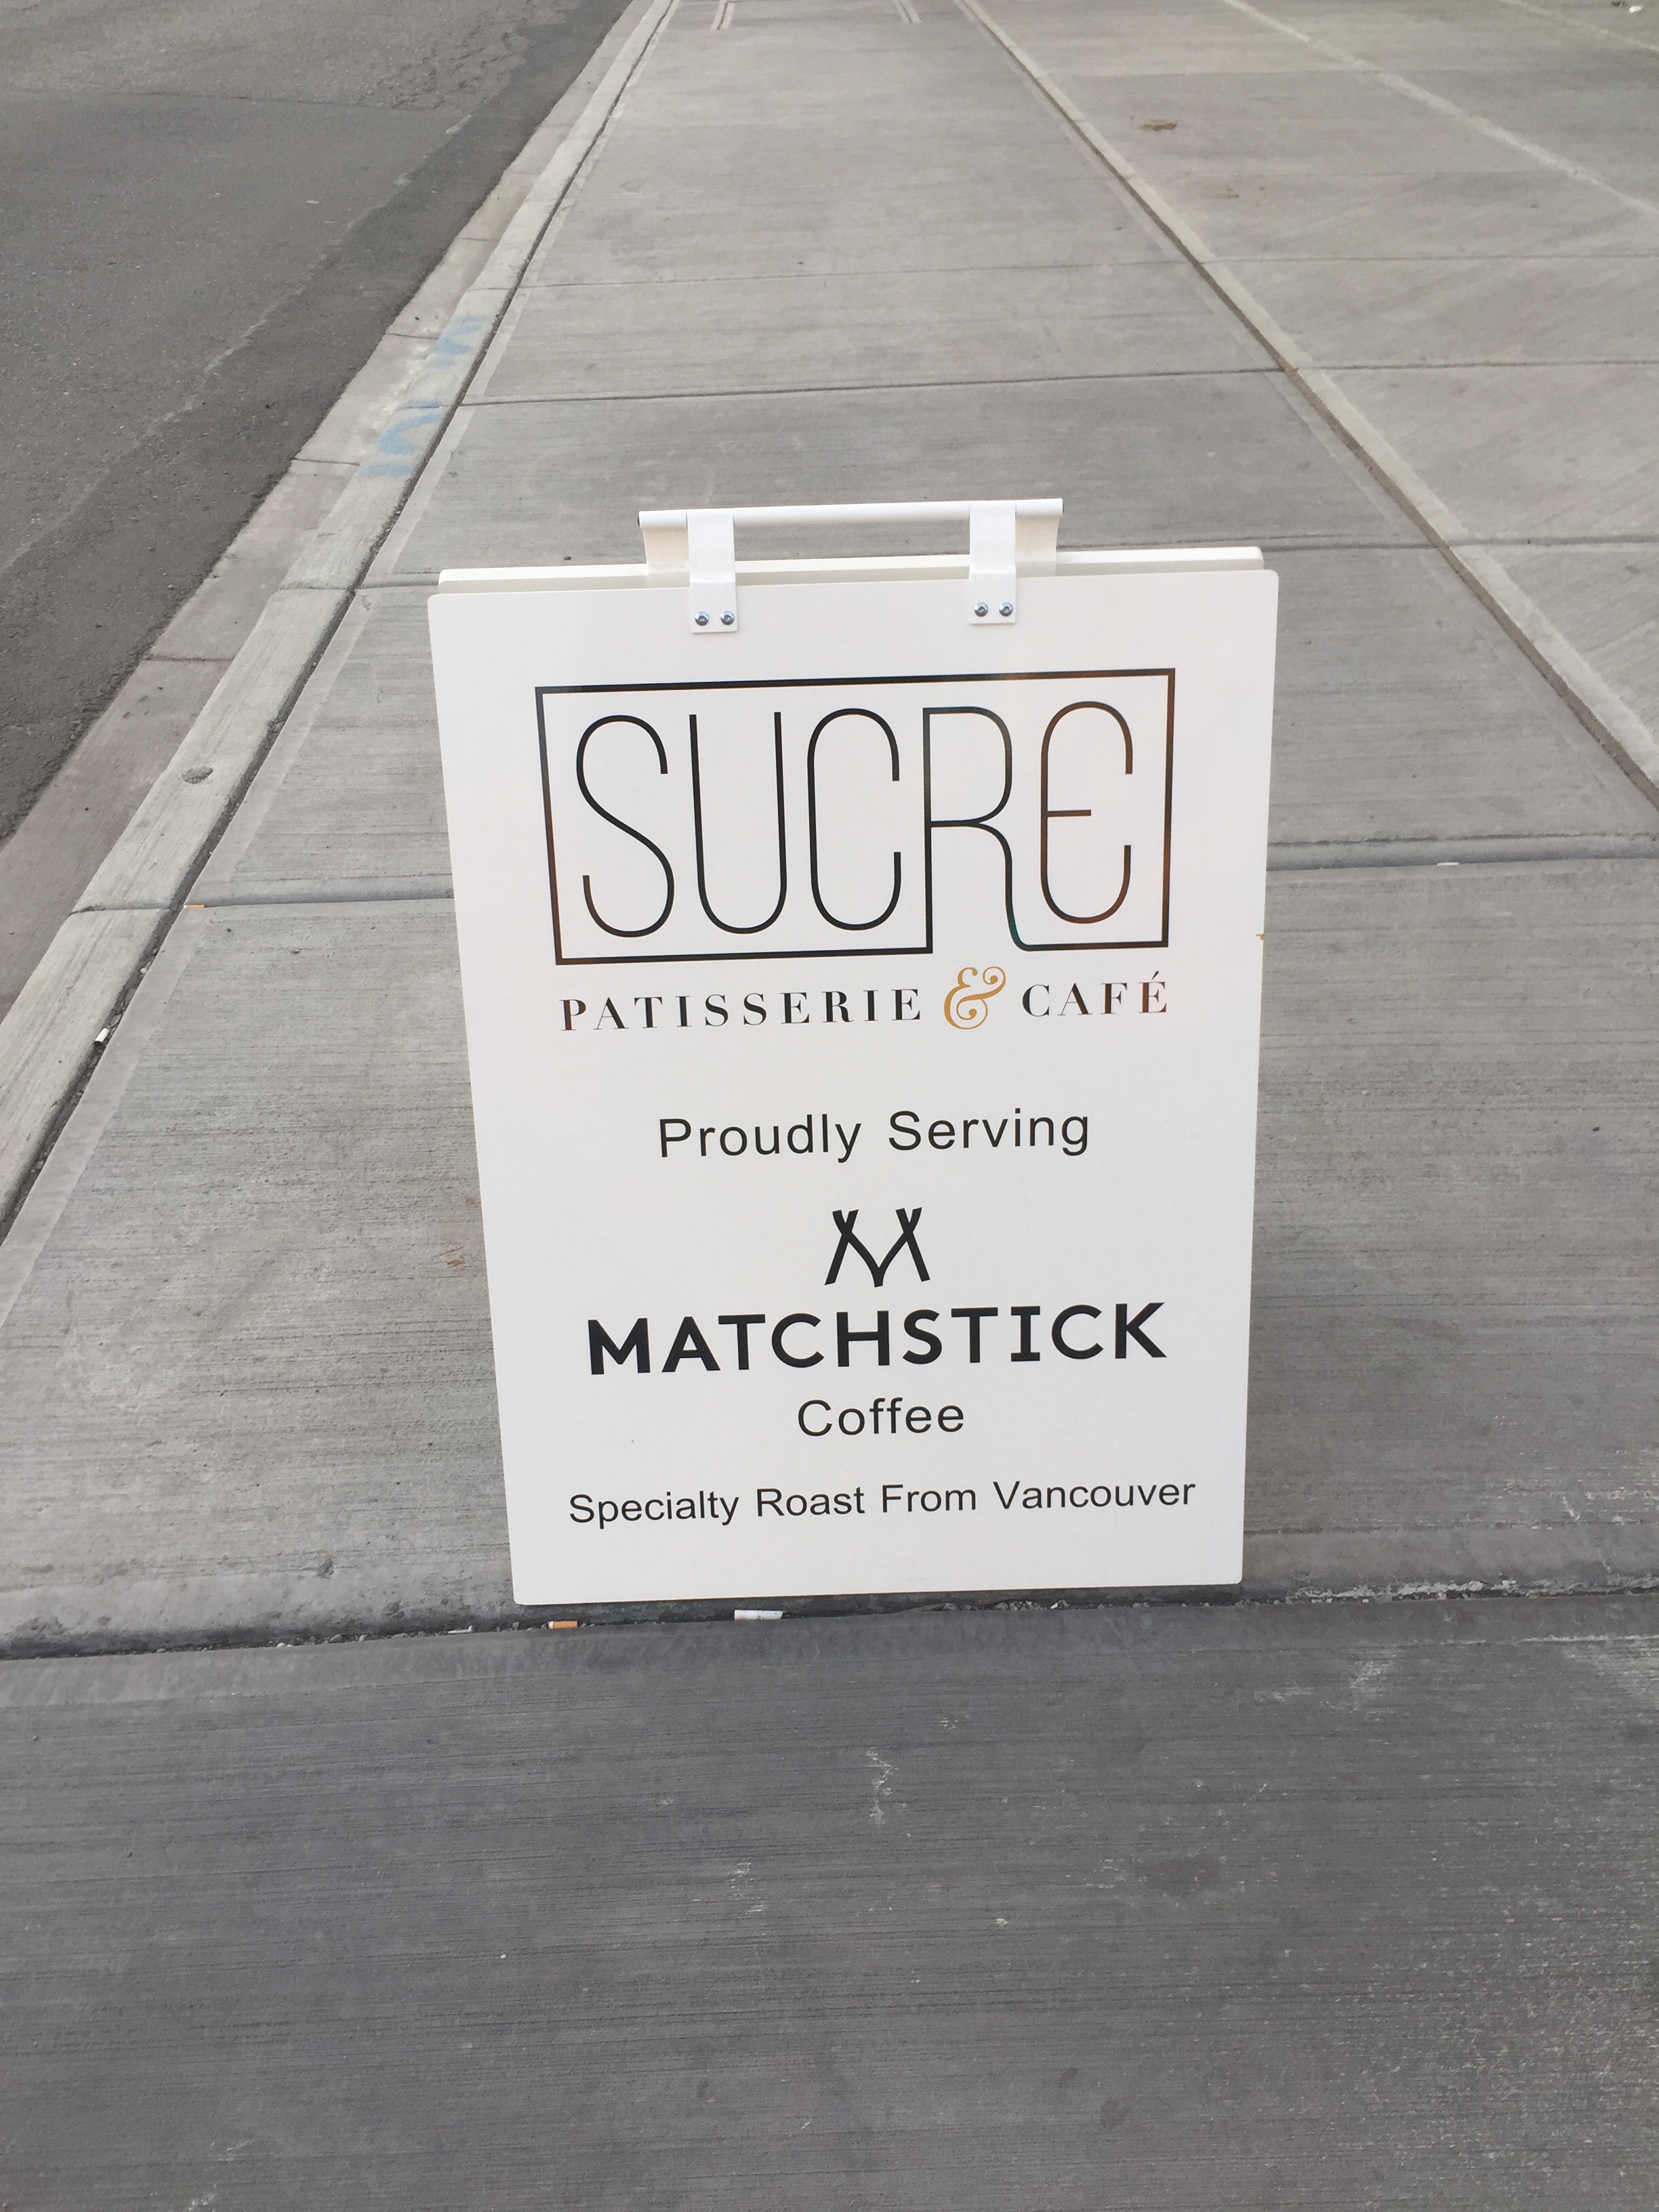 SUCRE
PATISSERIE & CAFÉ
Proudly Serving
MATCHSTICK
Coffee
Specialty Roast From Vancouver